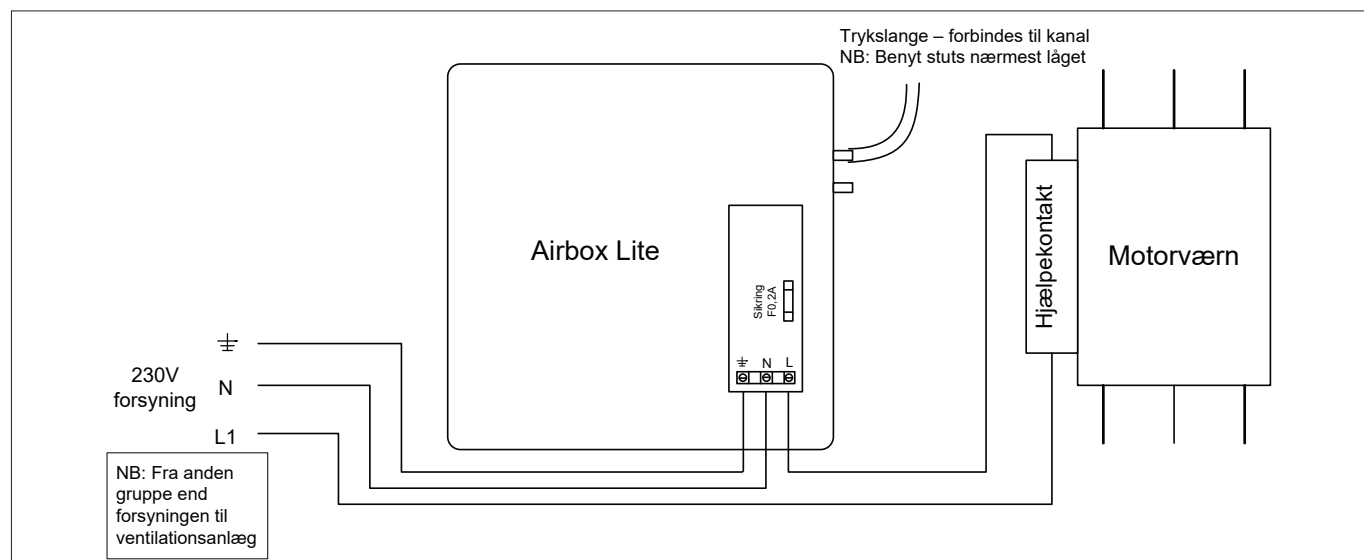 Trykslange – forbindes til kanal
NB: Benyt stuts nærmest låget
Airbox Lite
Sikring
F0,2A
N L
Hjælpekontakt
Motorværn
230V
forsyning
N
L1
NB: Fra anden
gruppe end
forsyningen til
ventilationsanlæg